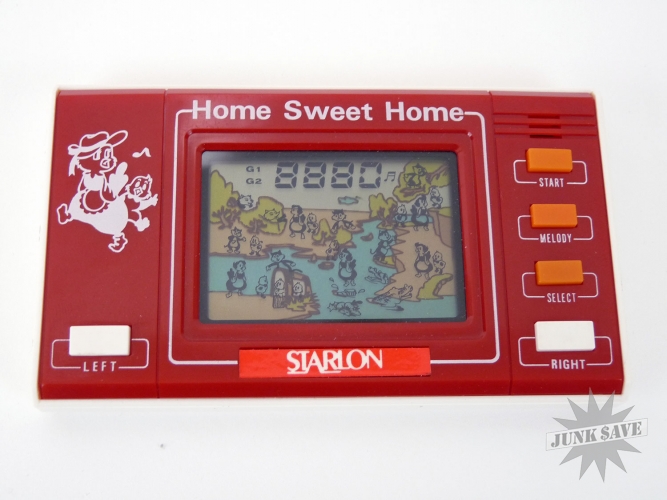 Home Sweet Home
G1
G2
8880
START
MELODY
SELECT
LEFT
RIGHT
STARLON
JUNK SAVE